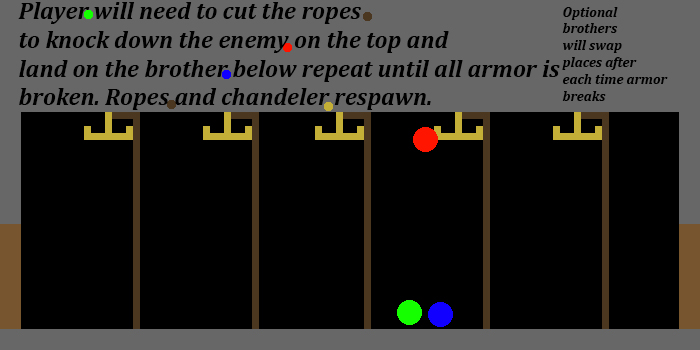 Player will need to cut the ropes
to knock down the enemy on the top and
land on the brother below repeat until all armor is
broken. Ropes and chandeler respawn.
Optional
brothers
will swap
places after
each time armor
breaks